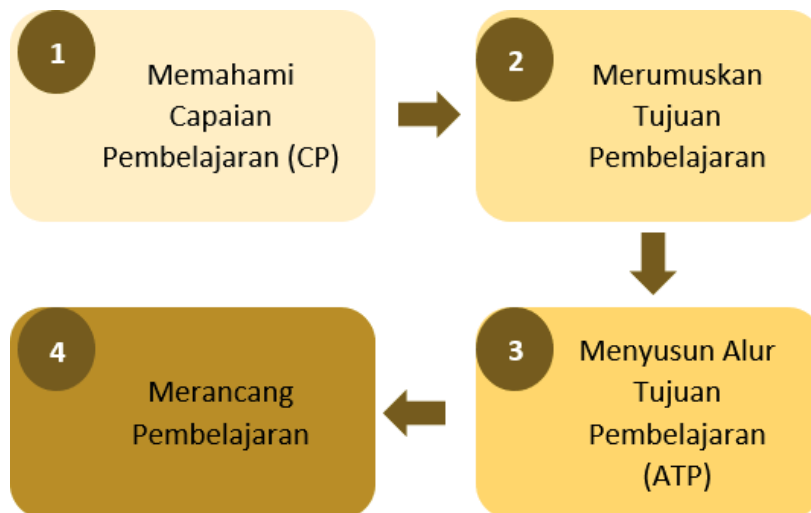 1
Memahami
Capaian
Pembelajaran (CP)
2
Merumuskan
Tujuan
Pembelajaran
3
Menyusun Alur
Tujuan
Pembelajaran
(ATP)
4
Merancang
Pembelajaran